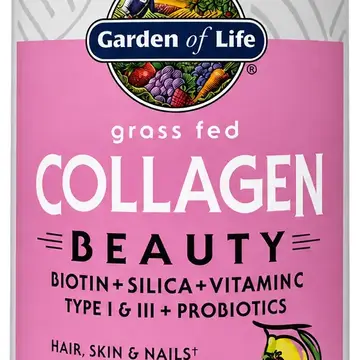 Garden of Life
®
grass fed
COLLAGEN
BEAUTY
BIOTIN + SILICA + VITAMIN C
TYPE I & III + PROBIOTICS
HAIR, SKIN & NAILS†